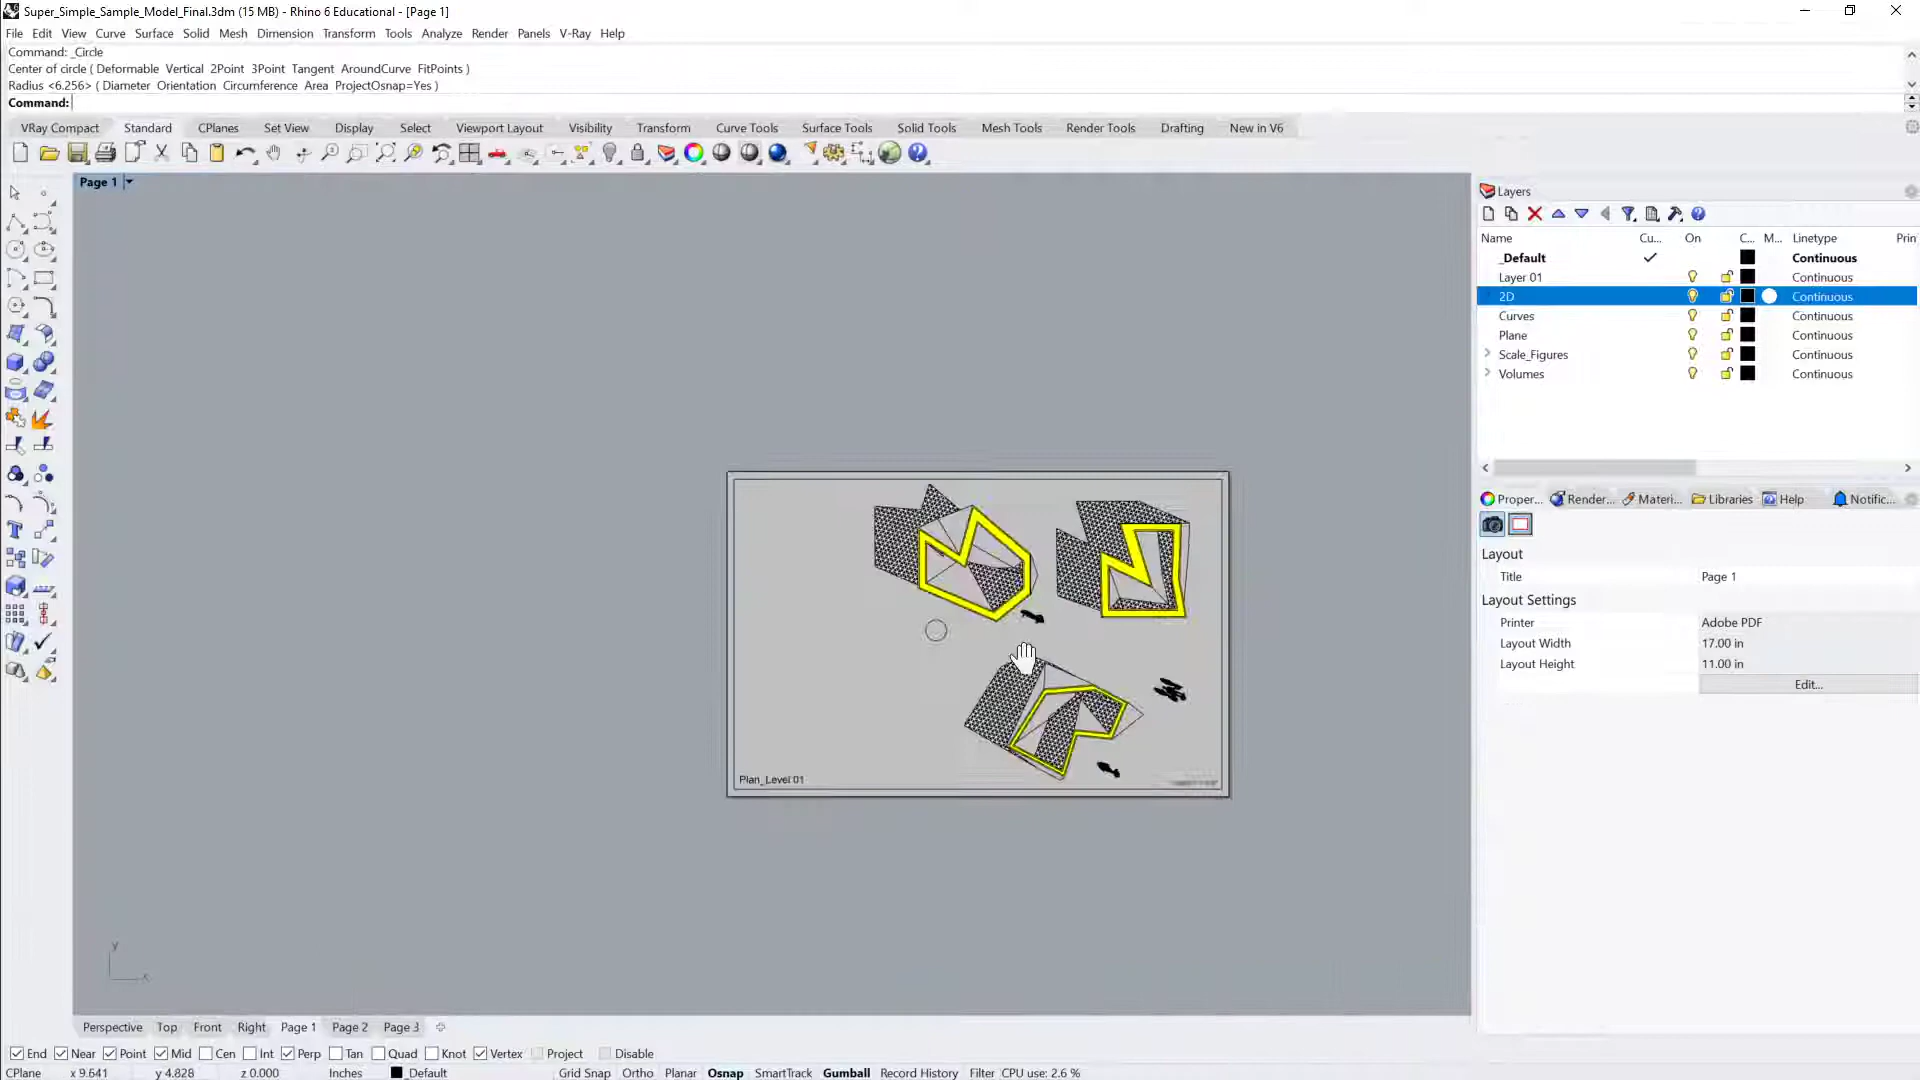 Super_Simple_Sample_Model_Final.3dm (15 MB) - Rhino 6 Educational - [Page 1]
File Edit View Curve Surface Solid Mesh Dimension Transform Tools Analyze Render Panels V-Ray Help
Command: _Circle
Center of circle ( Deformable Vertical 2Point 3Point Tangent AroundCurve FitPoints )
Radius <6.256> ( Diameter Orientation Circumference Area ProjectOsnap=Yes )
Command:
VRay Compact Standard CPlanes Set View Display Select Viewport Layout Visibility Transform Curve Tools Surface Tools Solid Tools Mesh Tools Render Tools Drafting New in V6
Page 1
Layers
Name Cu... On C... M... Linetype Prin
_Default Continuous
Layer 01 Continuous
2D Continuous
Curves Continuous
Plane Continuous
Scale_Figures Continuous
Volumes Continuous
Proper... Render... Materi... Libraries Help Notific...
Layout
Title Page 1
Layout Settings
Printer Adobe PDF
Layout Width 17.00 in
Layout Height 11.00 in
Edit...
Plan_Level 01
y
x
Perspective Top Front Right Page 1 Page 2 Page 3
End Near Point Mid Cen Int Perp Tan Quad Knot Vertex Project Disable
CPlane x 9.641 y 4.828 z 0.000 Inches _Default Grid Snap Ortho Planar Osnap SmartTrack Gumball Record History Filter CPU use: 2.6 %